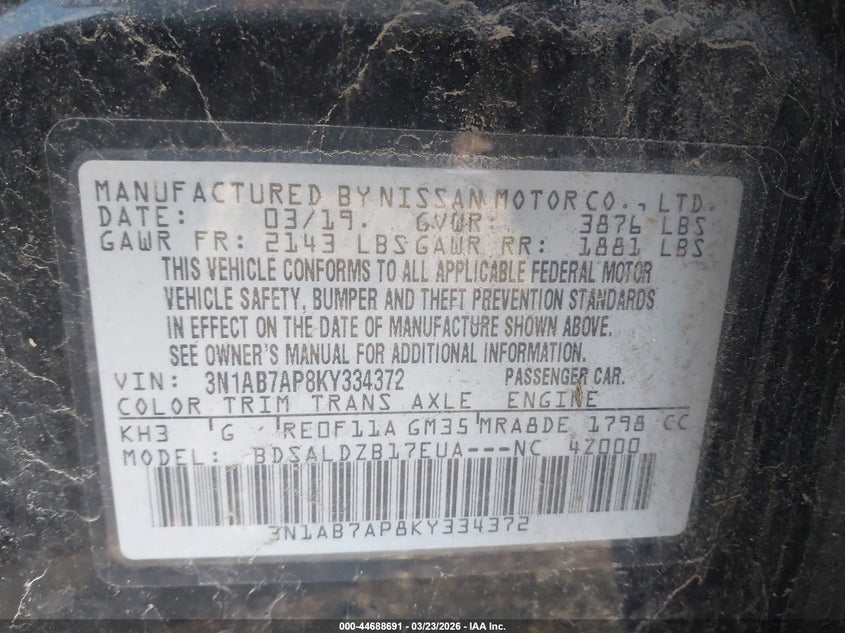 MANUFACTURED BY NISSAN MOTOR CO., LTD.
DATE: 03/19. GVWR: 3876 LBS
GAWR FR: 2143 LBS GAWR RR: 1881 LBS
THIS VEHICLE CONFORMS TO ALL APPLICABLE FEDERAL MOTOR
VEHICLE SAFETY, BUMPER AND THEFT PREVENTION STANDARDS
IN EFFECT ON THE DATE OF MANUFACTURE SHOWN ABOVE.
SEE OWNER'S MANUAL FOR ADDITIONAL INFORMATION.
VIN: 3N1AB7AP8KY334372 PASSENGER CAR.
COLOR TRIM TRANS AXLE ENGINE
KH3 G RE0F11A GM35 MRA8DE 1798 CC
MODEL: BDSALDZB17EUA---NC 4Z000
3N1AB7AP8KY334372
000-44688691 | 03/23/2026 - IAA Inc.